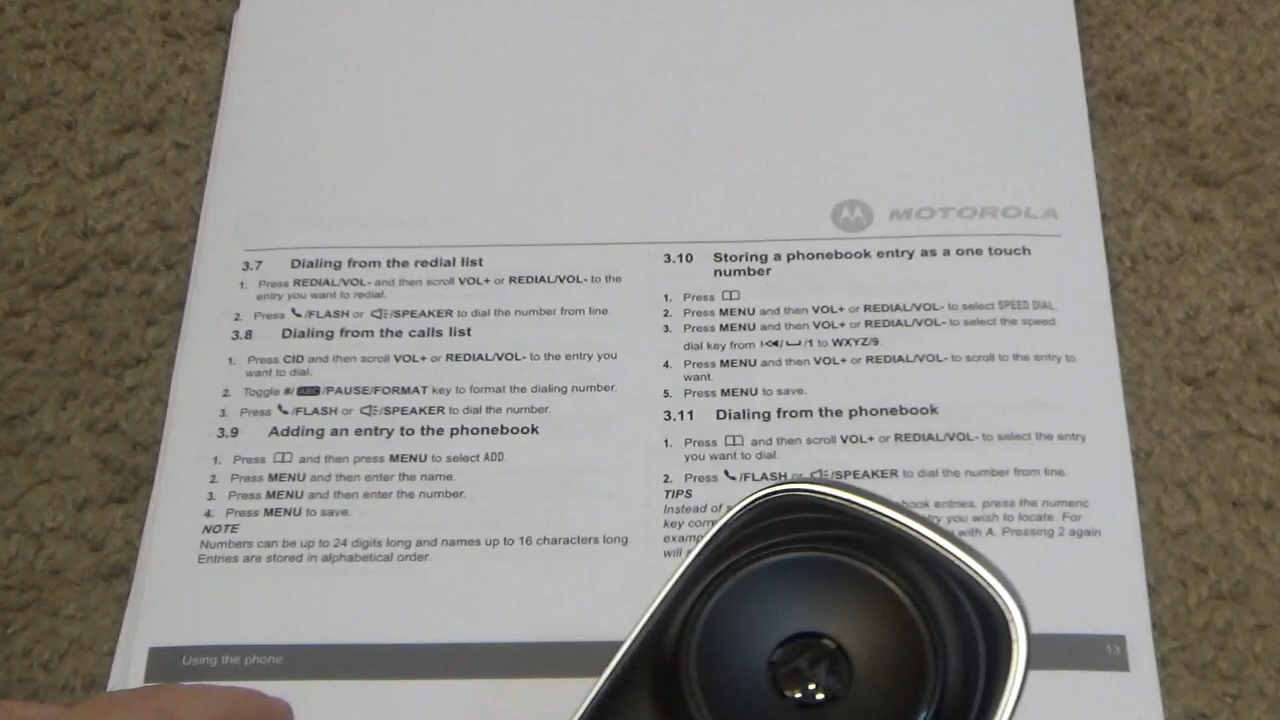 MOTOROLA
3.7 Dialing from the redial list
1. Press REDIAL/VOL- and then scroll VOL+ or REDIAL/VOL- to the
entry you want to redial.
2. Press /FLASH or /SPEAKER to dial the number from line.
3.8 Dialing from the calls list
1. Press CID and then scroll VOL+ or REDIAL/VOL- to the entry you
want to dial.
2. Toggle #/ABC/PAUSE/FORMAT key to format the dialing number.
3. Press /FLASH or /SPEAKER to dial the number.
3.9 Adding an entry to the phonebook
1. Press and then press MENU to select ADD.
2. Press MENU and then enter the name.
3. Press MENU and then enter the number.
4. Press MENU to save.
NOTE
Numbers can be up to 24 digits long and names up to 16 characters long.
Entries are stored in alphabetical order.
3.10 Storing a phonebook entry as a one touch
number
1. Press
2. Press MENU and then VOL+ or REDIAL/VOL- to select SPEED DIAL.
3. Press MENU and then VOL+ or REDIAL/VOL- to select the speed
dial key from /1 to WXYZ/9.
4. Press MENU and then VOL+ or REDIAL/VOL- to scroll to the entry to
want.
5. Press MENU to save.
3.11 Dialing from the phonebook
1. Press and then scroll VOL+ or REDIAL/VOL- to select the entry
you want to dial.
2. Press /FLASH or /SPEAKER to dial the number from line.
TIPS
Instead of book entries, press the numeric
key you wish to locate. For
with A. Pressing 2 again
will
Using the phone 13